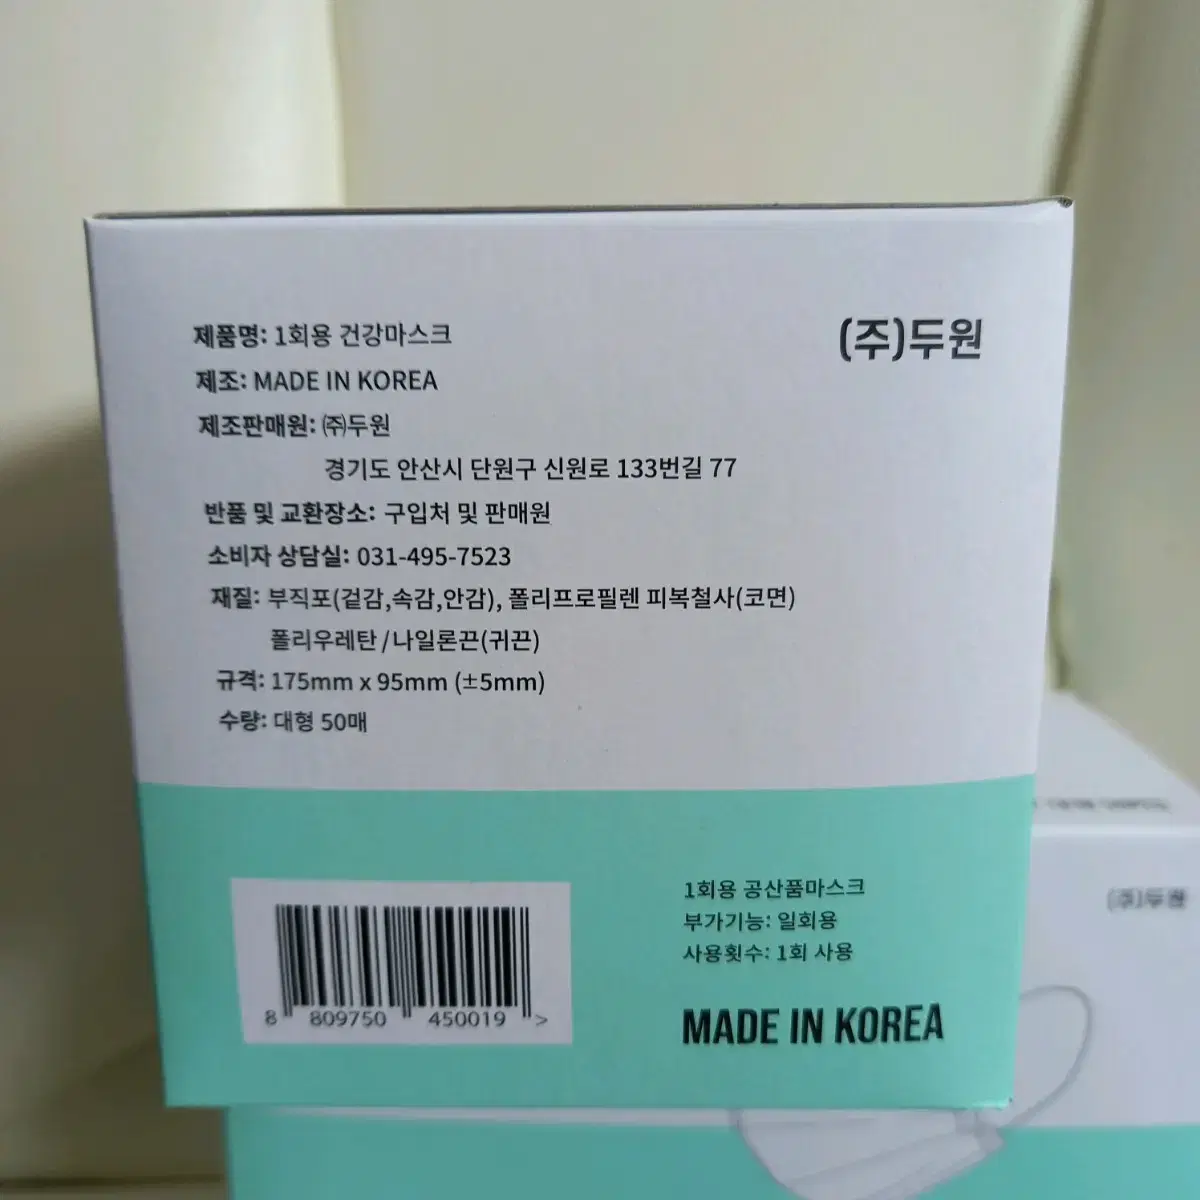 (주)두원
제품명: 1회용 건강마스크
제조: MADE IN KOREA
제조판매원: ㈜두원
경기도 안산시 단원구 신원로 133번길 77
반품 및 교환장소: 구입처 및 판매원
소비자 상담실: 031-495-7523
재질: 부직포(겉감,속감,안감), 폴리프로필렌 피복철사(코면)
폴리우레탄/나일론끈(귀끈)
규격: 175mm x 95mm (±5mm)
수량: 대형 50매
1회용 공산품마스크
부가기능: 일회용
사용횟수: 1회 사용
MADE IN KOREA
8 809750 450019 >
(주)두원